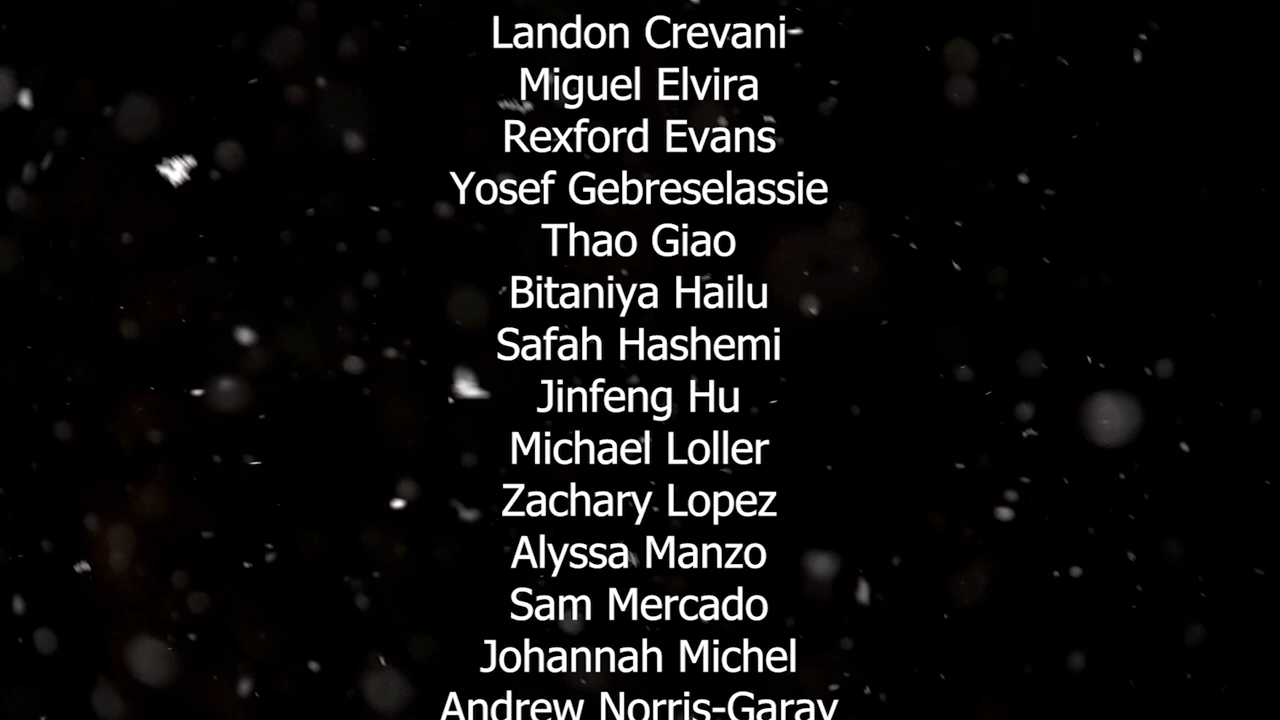 Landon Crevani
Miguel Elvira
Rexford Evans
Yosef Gebreselassie
Thao Giao
Bitaniya Hailu
Safah Hashemi
Jinfeng Hu
Michael Loller
Zachary Lopez
Alyssa Manzo
Sam Mercado
Johannah Michel
Andrew Norris-Garay